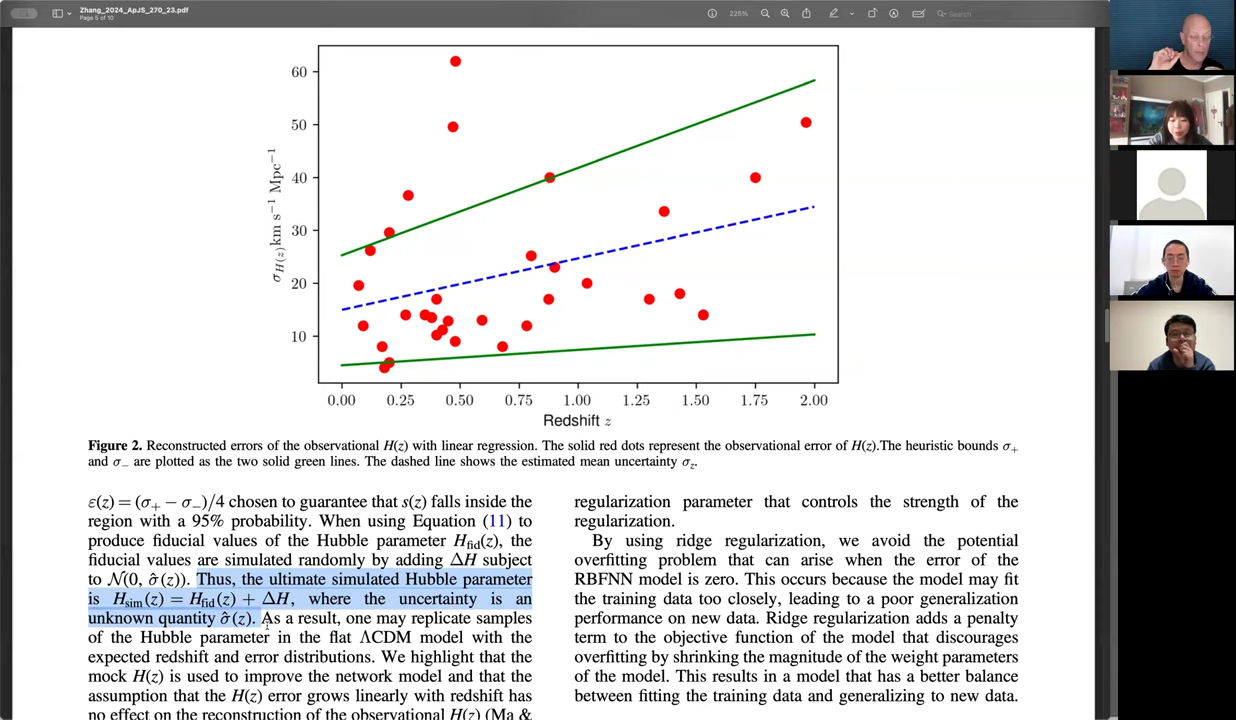 Zhang_2024_ApJS_270_23.pdf
Page 5 of 10
225%
Search
60
50
40
30
20
10
σ_H(z) km s⁻¹ Mpc⁻¹
0.00 0.25 0.50 0.75 1.00 1.25 1.50 1.75 2.00
Redshift z
Figure 2. Reconstructed errors of the observational H(z) with linear regression. The solid red dots represent the observational error of H(z).The heuristic bounds σ₊
and σ₋ are plotted as the two solid green lines. The dashed line shows the estimated mean uncertainty σ_z.
ε(z) = (σ₊ − σ₋)/4 chosen to guarantee that s(z) falls inside the
region with a 95% probability. When using Equation (11) to
produce fiducial values of the Hubble parameter H_fid(z), the
fiducial values are simulated randomly by adding ΔH subject
to N(0, σ̂(z)). Thus, the ultimate simulated Hubble parameter
is H_sim(z) = H_fid(z) + ΔH, where the uncertainty is an
unknown quantity σ̂(z). As a result, one may replicate samples
of the Hubble parameter in the flat ΛCDM model with the
expected redshift and error distributions. We highlight that the
mock H(z) is used to improve the network model and that the
assumption that the H(z) error grows linearly with redshift has
no effect on the reconstruction of the observational H(z) (Ma &
regularization parameter that controls the strength of the
regularization.
By using ridge regularization, we avoid the potential
overfitting problem that can arise when the error of the
RBFNN model is zero. This occurs because the model may fit
the training data too closely, leading to a poor generalization
performance on new data. Ridge regularization adds a penalty
term to the objective function of the model that discourages
overfitting by shrinking the magnitude of the weight parameters
of the model. This results in a model that has a better balance
between fitting the training data and generalizing to new data.